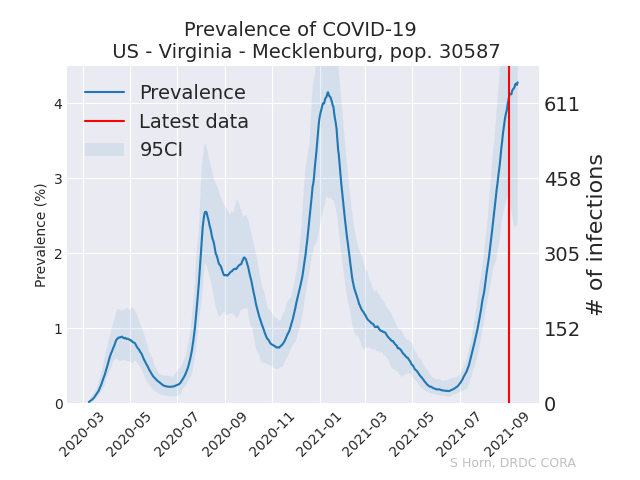 Prevalence of COVID-19
US - Virginia - Mecklenburg, pop. 30587
Prevalence
Latest data
95CI
Prevalence (%)
4
3
2
1
0
611
458
305
152
0
# of infections
2020-03
2020-05
2020-07
2020-09
2020-11
2021-01
2021-03
2021-05
2021-07
2021-09
S Horn, DRDC CORA